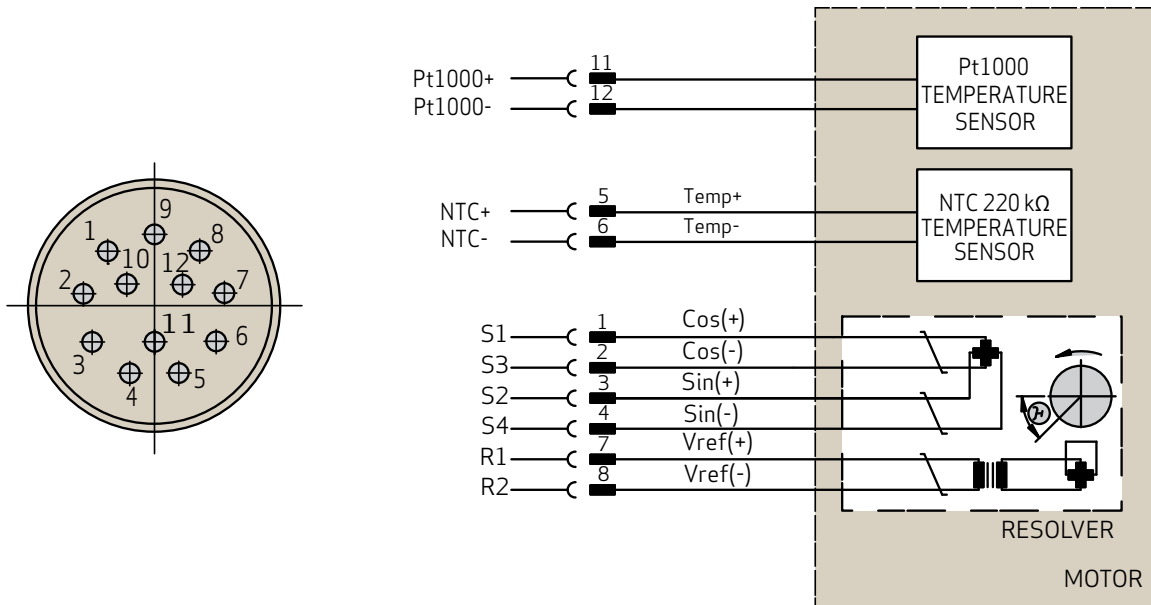 9
1
8
10
12
2
7
11
3
6
4
5
Pt1000+
11
Pt1000-
12
Pt1000
TEMPERATURE
SENSOR
NTC+
5
Temp+
NTC-
6
Temp-
NTC 220 kΩ
TEMPERATURE
SENSOR
S1
1
Cos(+)
S3
2
Cos(-)
S2
3
Sin(+)
S4
4
Sin(-)
R1
7
Vref(+)
R2
8
Vref(-)
RESOLVER
MOTOR